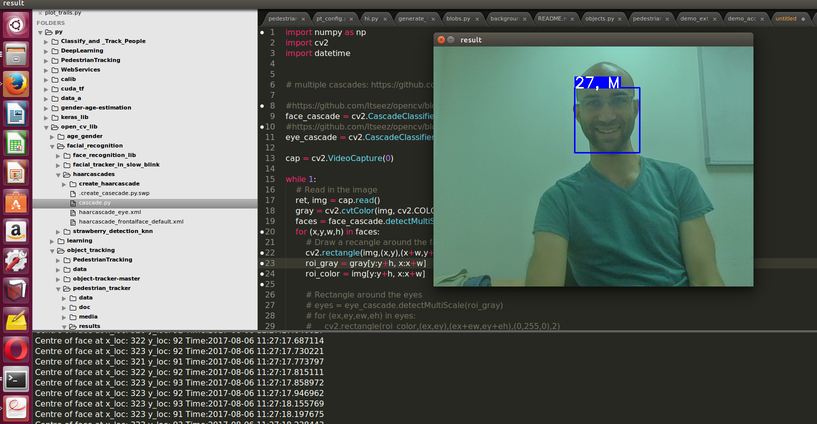 result
plot_trails.py
FOLDERS
py
Classify_and _Track_People
DeepLearning
PedestrianTracking
WebServices
calib
cuda_tf
data_a
gender-age-estimation
keras_lib
open_cv_lib
age_gender
facial_recognition
face_recognition_lib
facial_tracker_in_slow_blink
haarcascades
create_haarcascade
.create_casecade.py.swp
cascade.py
haarcascade_eye.xml
haarcascade_frontalface_default.xml
strawberry_detection_knn
learning
object_tracking
PedestrianTracking
data
object-tracker-master
pedestrian_tracker
data
doc
media
results
pedestrian
pt_config.
hi.py
generate_
blobs.py
backgroun
README.
objects.py
pedestrian
demo_ex
demo_acc
untitled
1 import numpy as np
2 import cv2
3 import datetime
4
5
6 # multiple cascades: https://github.co
7
8 #https://github.com/Itseez/opencv/bl
9 face_cascade = cv2.CascadeClassifie
10 #https://github.com/Itseez/opencv/bl
11 eye_cascade = cv2.CascadeClassifier
12
13 cap = cv2.VideoCapture(0)
14
15 while 1:
16 # Read in the image
17 ret, img = cap.read()
18 gray = cv2.cvtColor(img, cv2.COLO
19 faces = face_cascade.detectMultiS
20 for (x,y,w,h) in faces:
21 # Draw a recangle around the f
22 cv2.rectangle(img,(x,y),(x+w,y+
23 roi_gray = gray[y:y+h, x:x+w]
24 roi_color = img[y:y+h, x:x+w]
25
26 # Rectangle around the eyes
27 # eyes = eye_cascade.detectMultiScale(roi_gray)
28 # for (ex,ey,ew,eh) in eyes:
29 # cv2.rectangle(roi_color,(ex,ey),(ex+ew,ey+eh),(0,255,0),2)
result
27, M
Centre of face at x_loc: 322 y_loc: 92 Time:2017-08-06 11:27:17.687114
Centre of face at x_loc: 323 y_loc: 92 Time:2017-08-06 11:27:17.730221
Centre of face at x_loc: 321 y_loc: 91 Time:2017-08-06 11:27:17.773797
Centre of face at x_loc: 322 y_loc: 92 Time:2017-08-06 11:27:17.815111
Centre of face at x_loc: 323 y_loc: 93 Time:2017-08-06 11:27:17.858972
Centre of face at x_loc: 323 y_loc: 92 Time:2017-08-06 11:27:17.946962
Centre of face at x_loc: 323 y_loc: 93 Time:2017-08-06 11:27:18.155769
Centre of face at x_loc: 323 y_loc: 91 Time:2017-08-06 11:27:18.197675